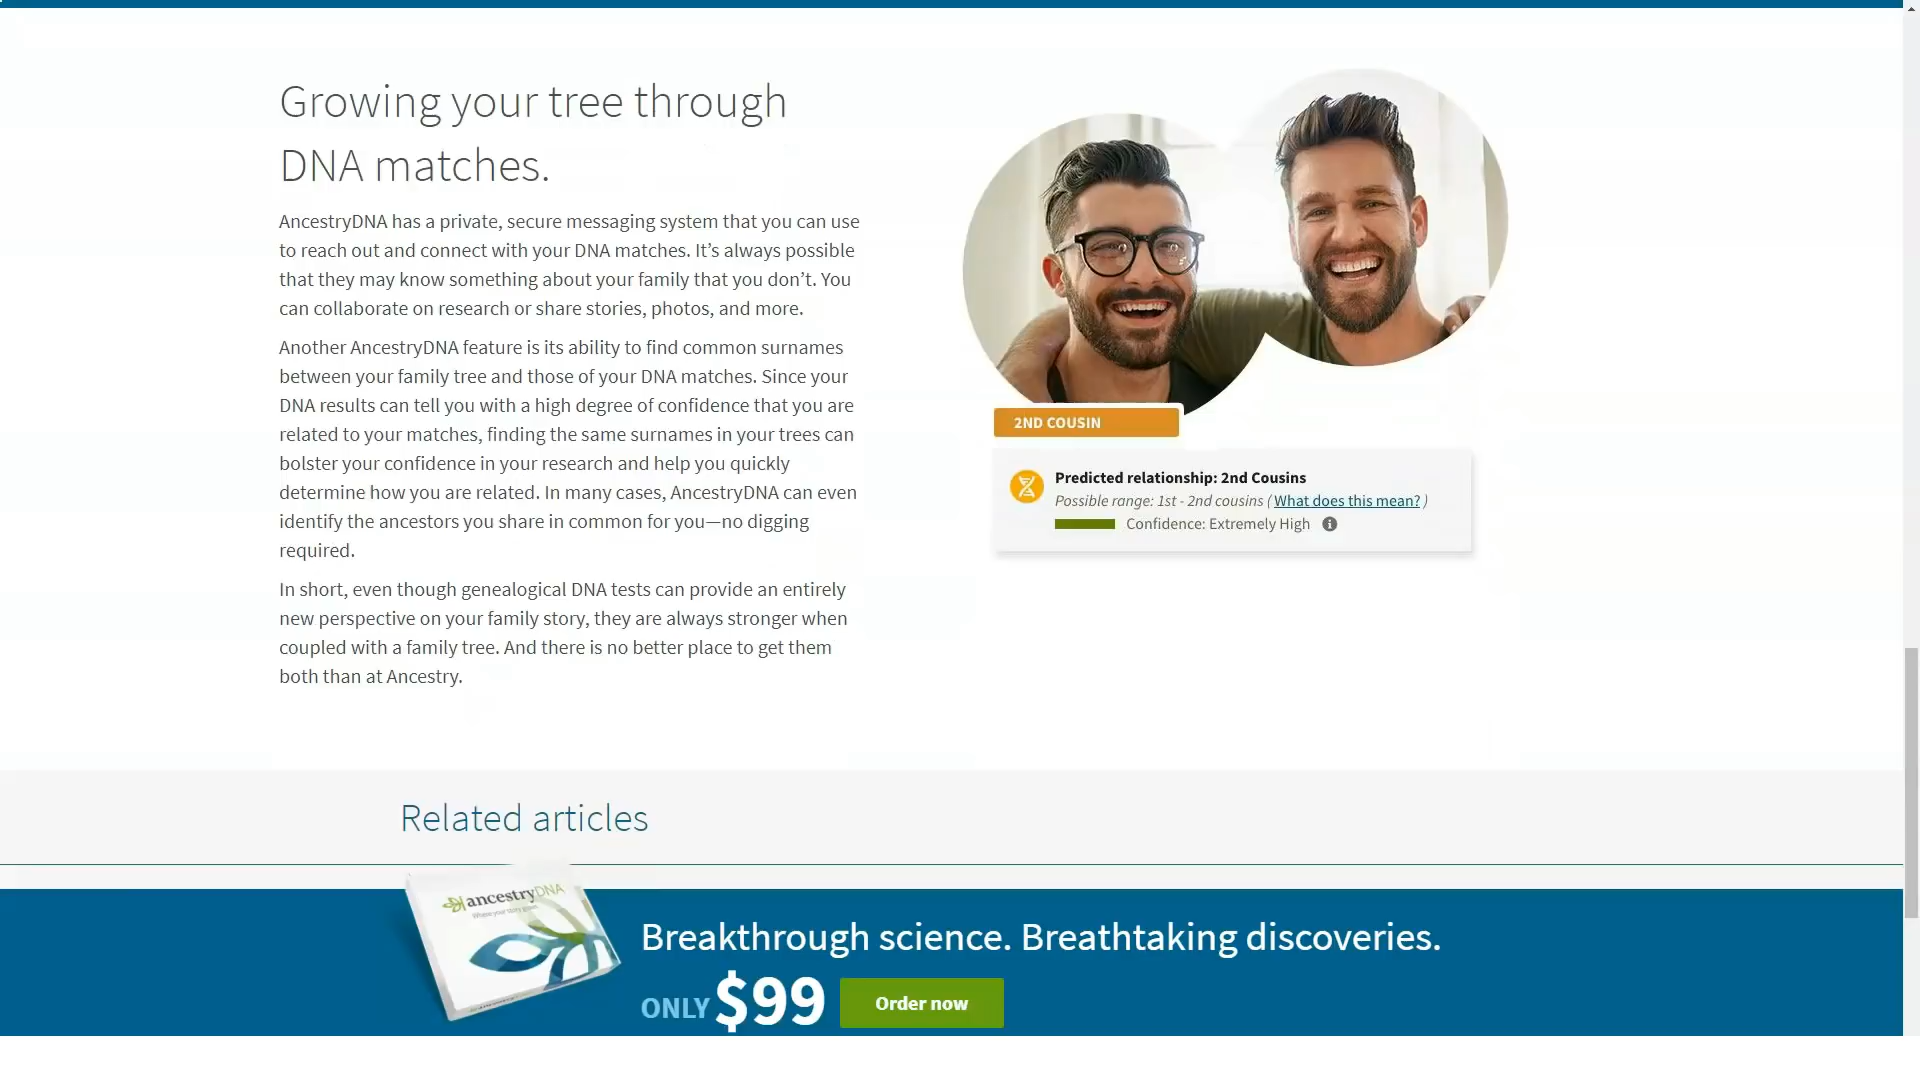 Growing your tree through
DNA matches.
AncestryDNA has a private, secure messaging system that you can use
to reach out and connect with your DNA matches. It’s always possible
that they may know something about your family that you don’t. You
can collaborate on research or share stories, photos, and more.
Another AncestryDNA feature is its ability to find common surnames
between your family tree and those of your DNA matches. Since your
DNA results can tell you with a high degree of confidence that you are
related to your matches, finding the same surnames in your trees can
bolster your confidence in your research and help you quickly
determine how you are related. In many cases, AncestryDNA can even
identify the ancestors you share in common for you—no digging
required.
In short, even though genealogical DNA tests can provide an entirely
new perspective on your family story, they are always stronger when
coupled with a family tree. And there is no better place to get them
both than at Ancestry.
2ND COUSIN
Predicted relationship: 2nd Cousins
Possible range: 1st - 2nd cousins ( What does this mean? )
Confidence: Extremely High
Related articles
ancestryDNA
Breakthrough science. Breathtaking discoveries.
ONLY $99
Order now